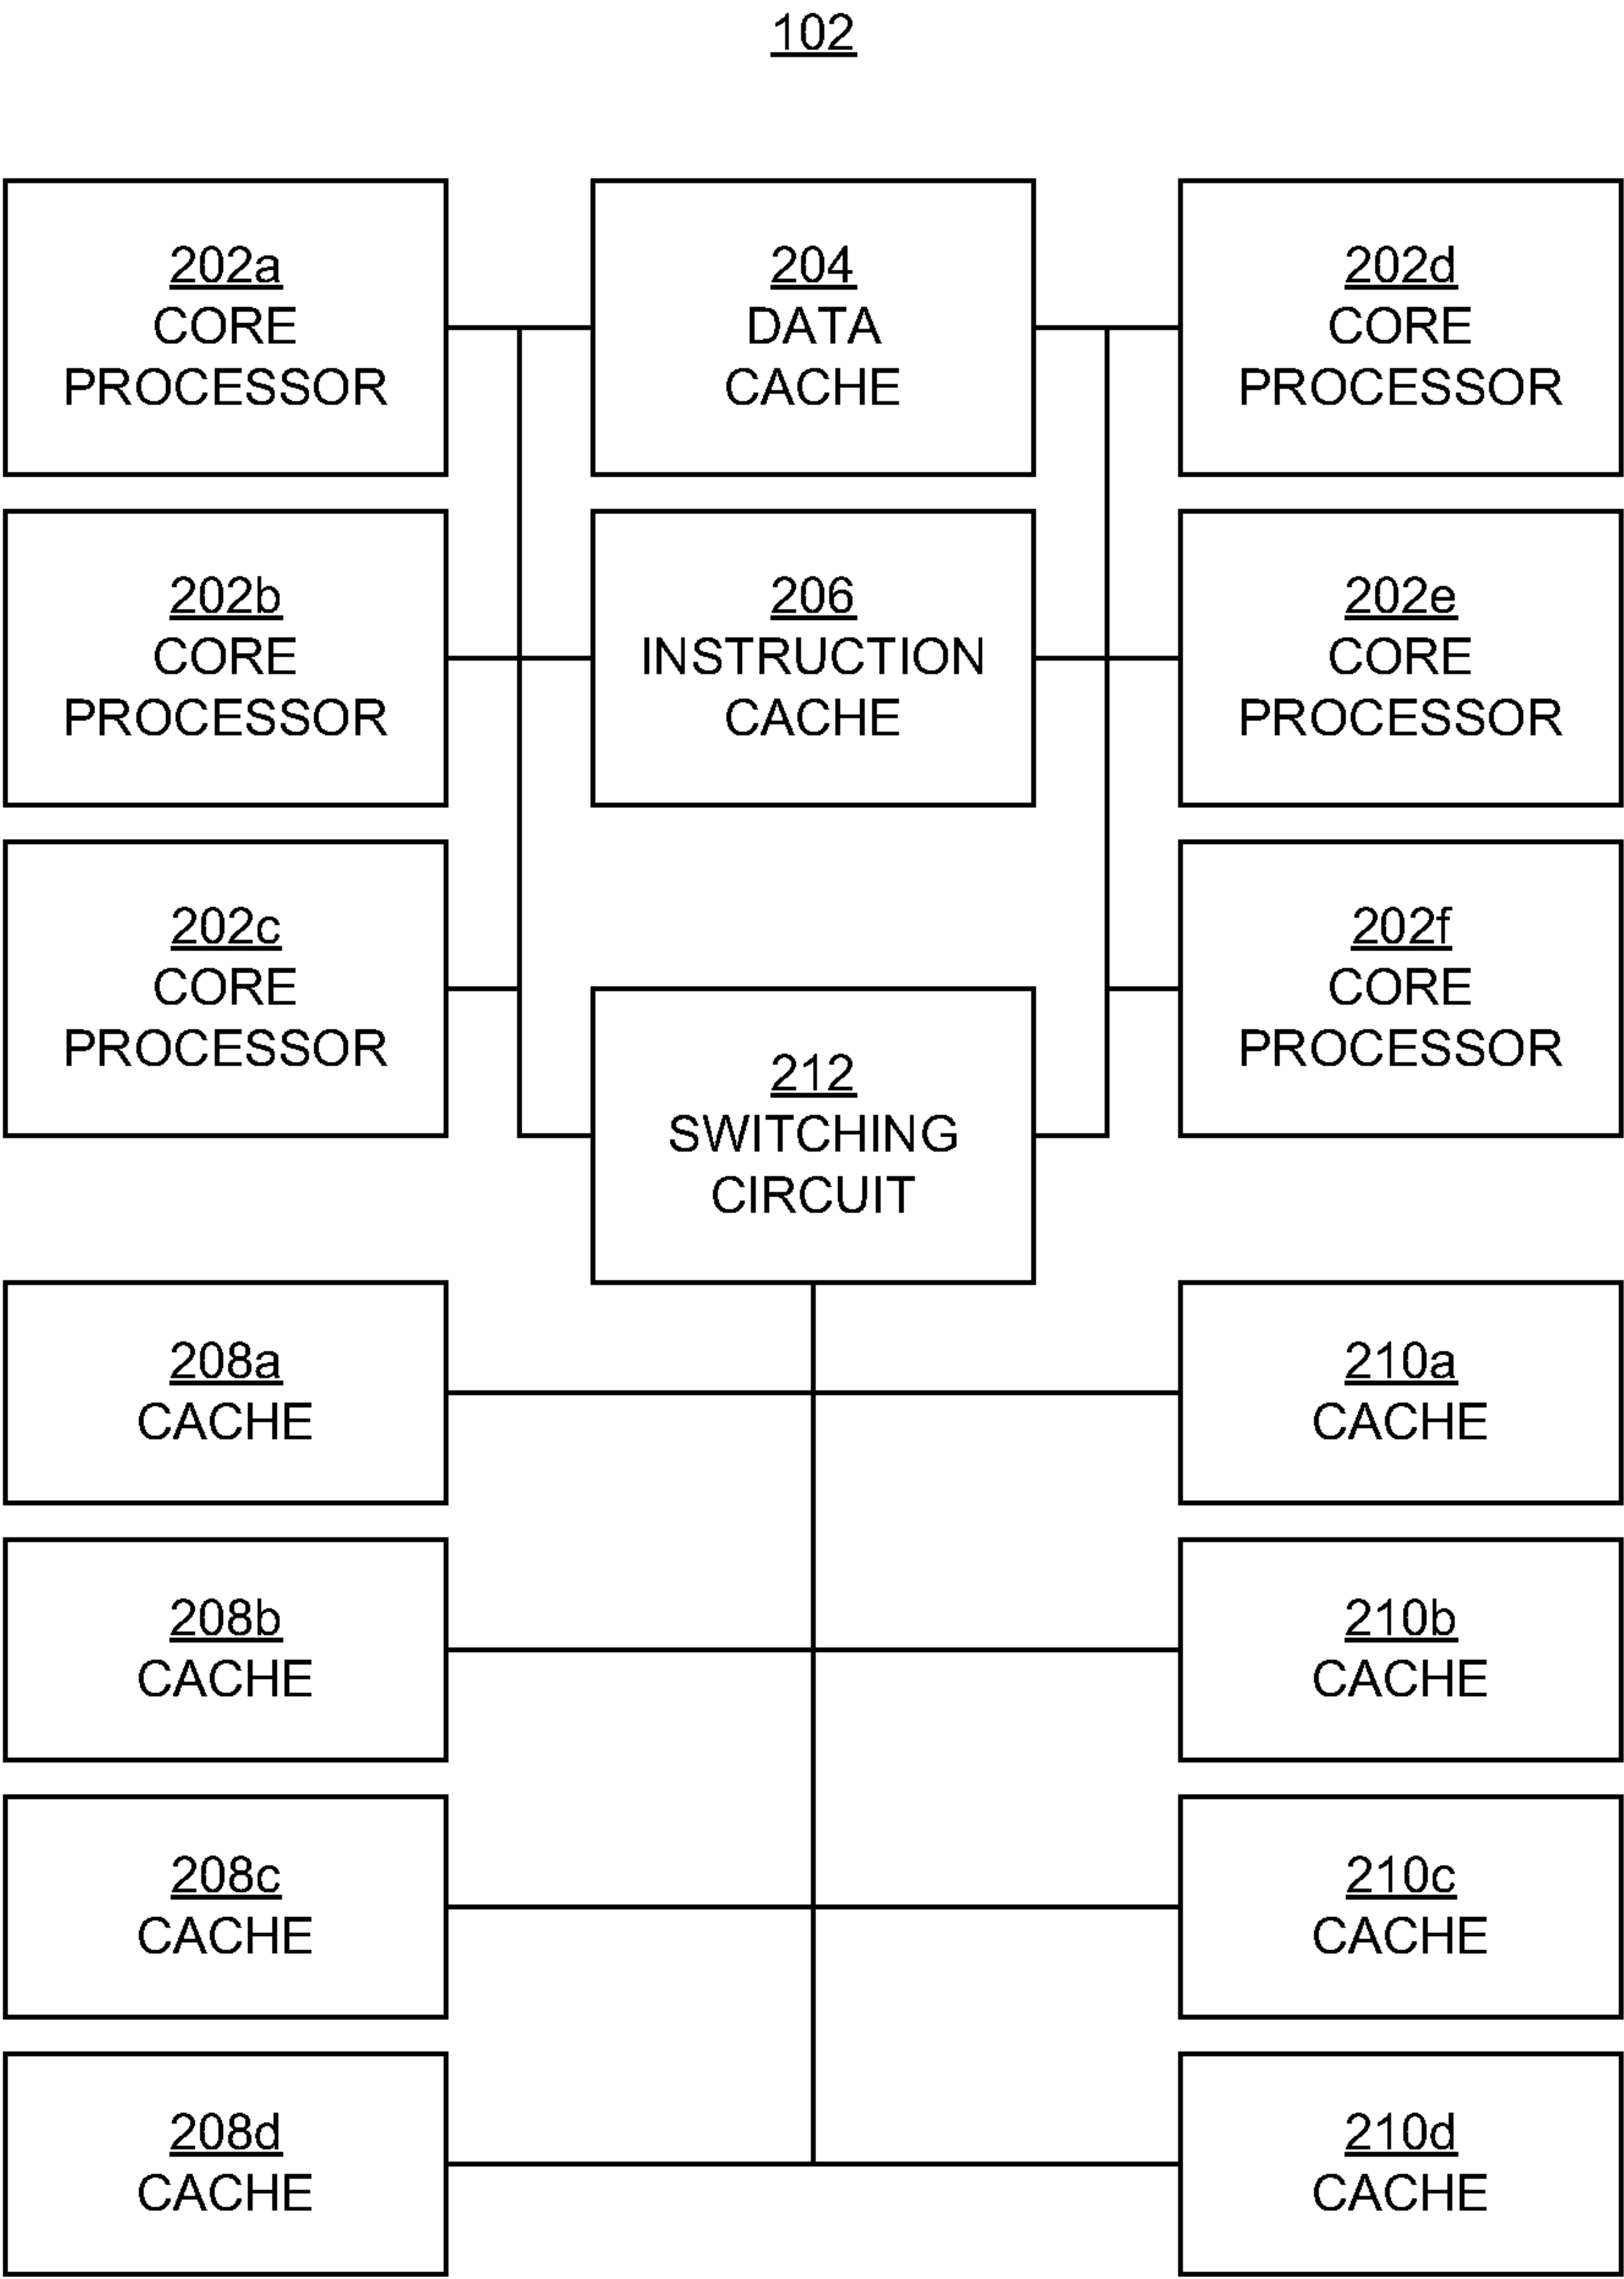 102
202a
CORE
PROCESSOR
204
DATA
CACHE
202d
CORE
PROCESSOR
202b
CORE
PROCESSOR
206
INSTRUCTION
CACHE
202e
CORE
PROCESSOR
202c
CORE
PROCESSOR
202f
CORE
PROCESSOR
212
SWITCHING
CIRCUIT
208a
CACHE
210a
CACHE
208b
CACHE
210b
CACHE
208c
CACHE
210c
CACHE
208d
CACHE
210d
CACHE